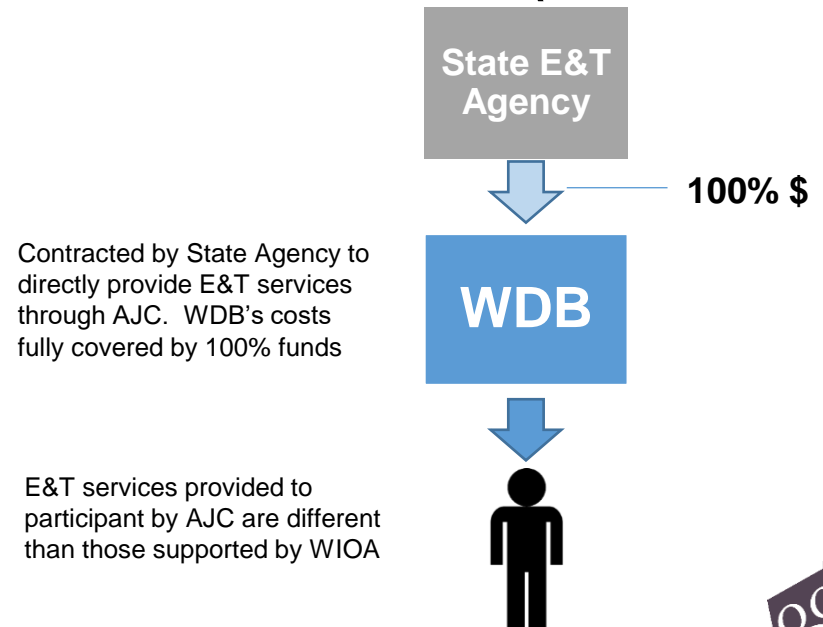 State E&T
Agency
100% $
Contracted by State Agency to
directly provide E&T services
through AJC.  WDB's costs
fully covered by 100% funds
WDB
E&T services provided to
participant by AJC are different
than those supported by WIOA